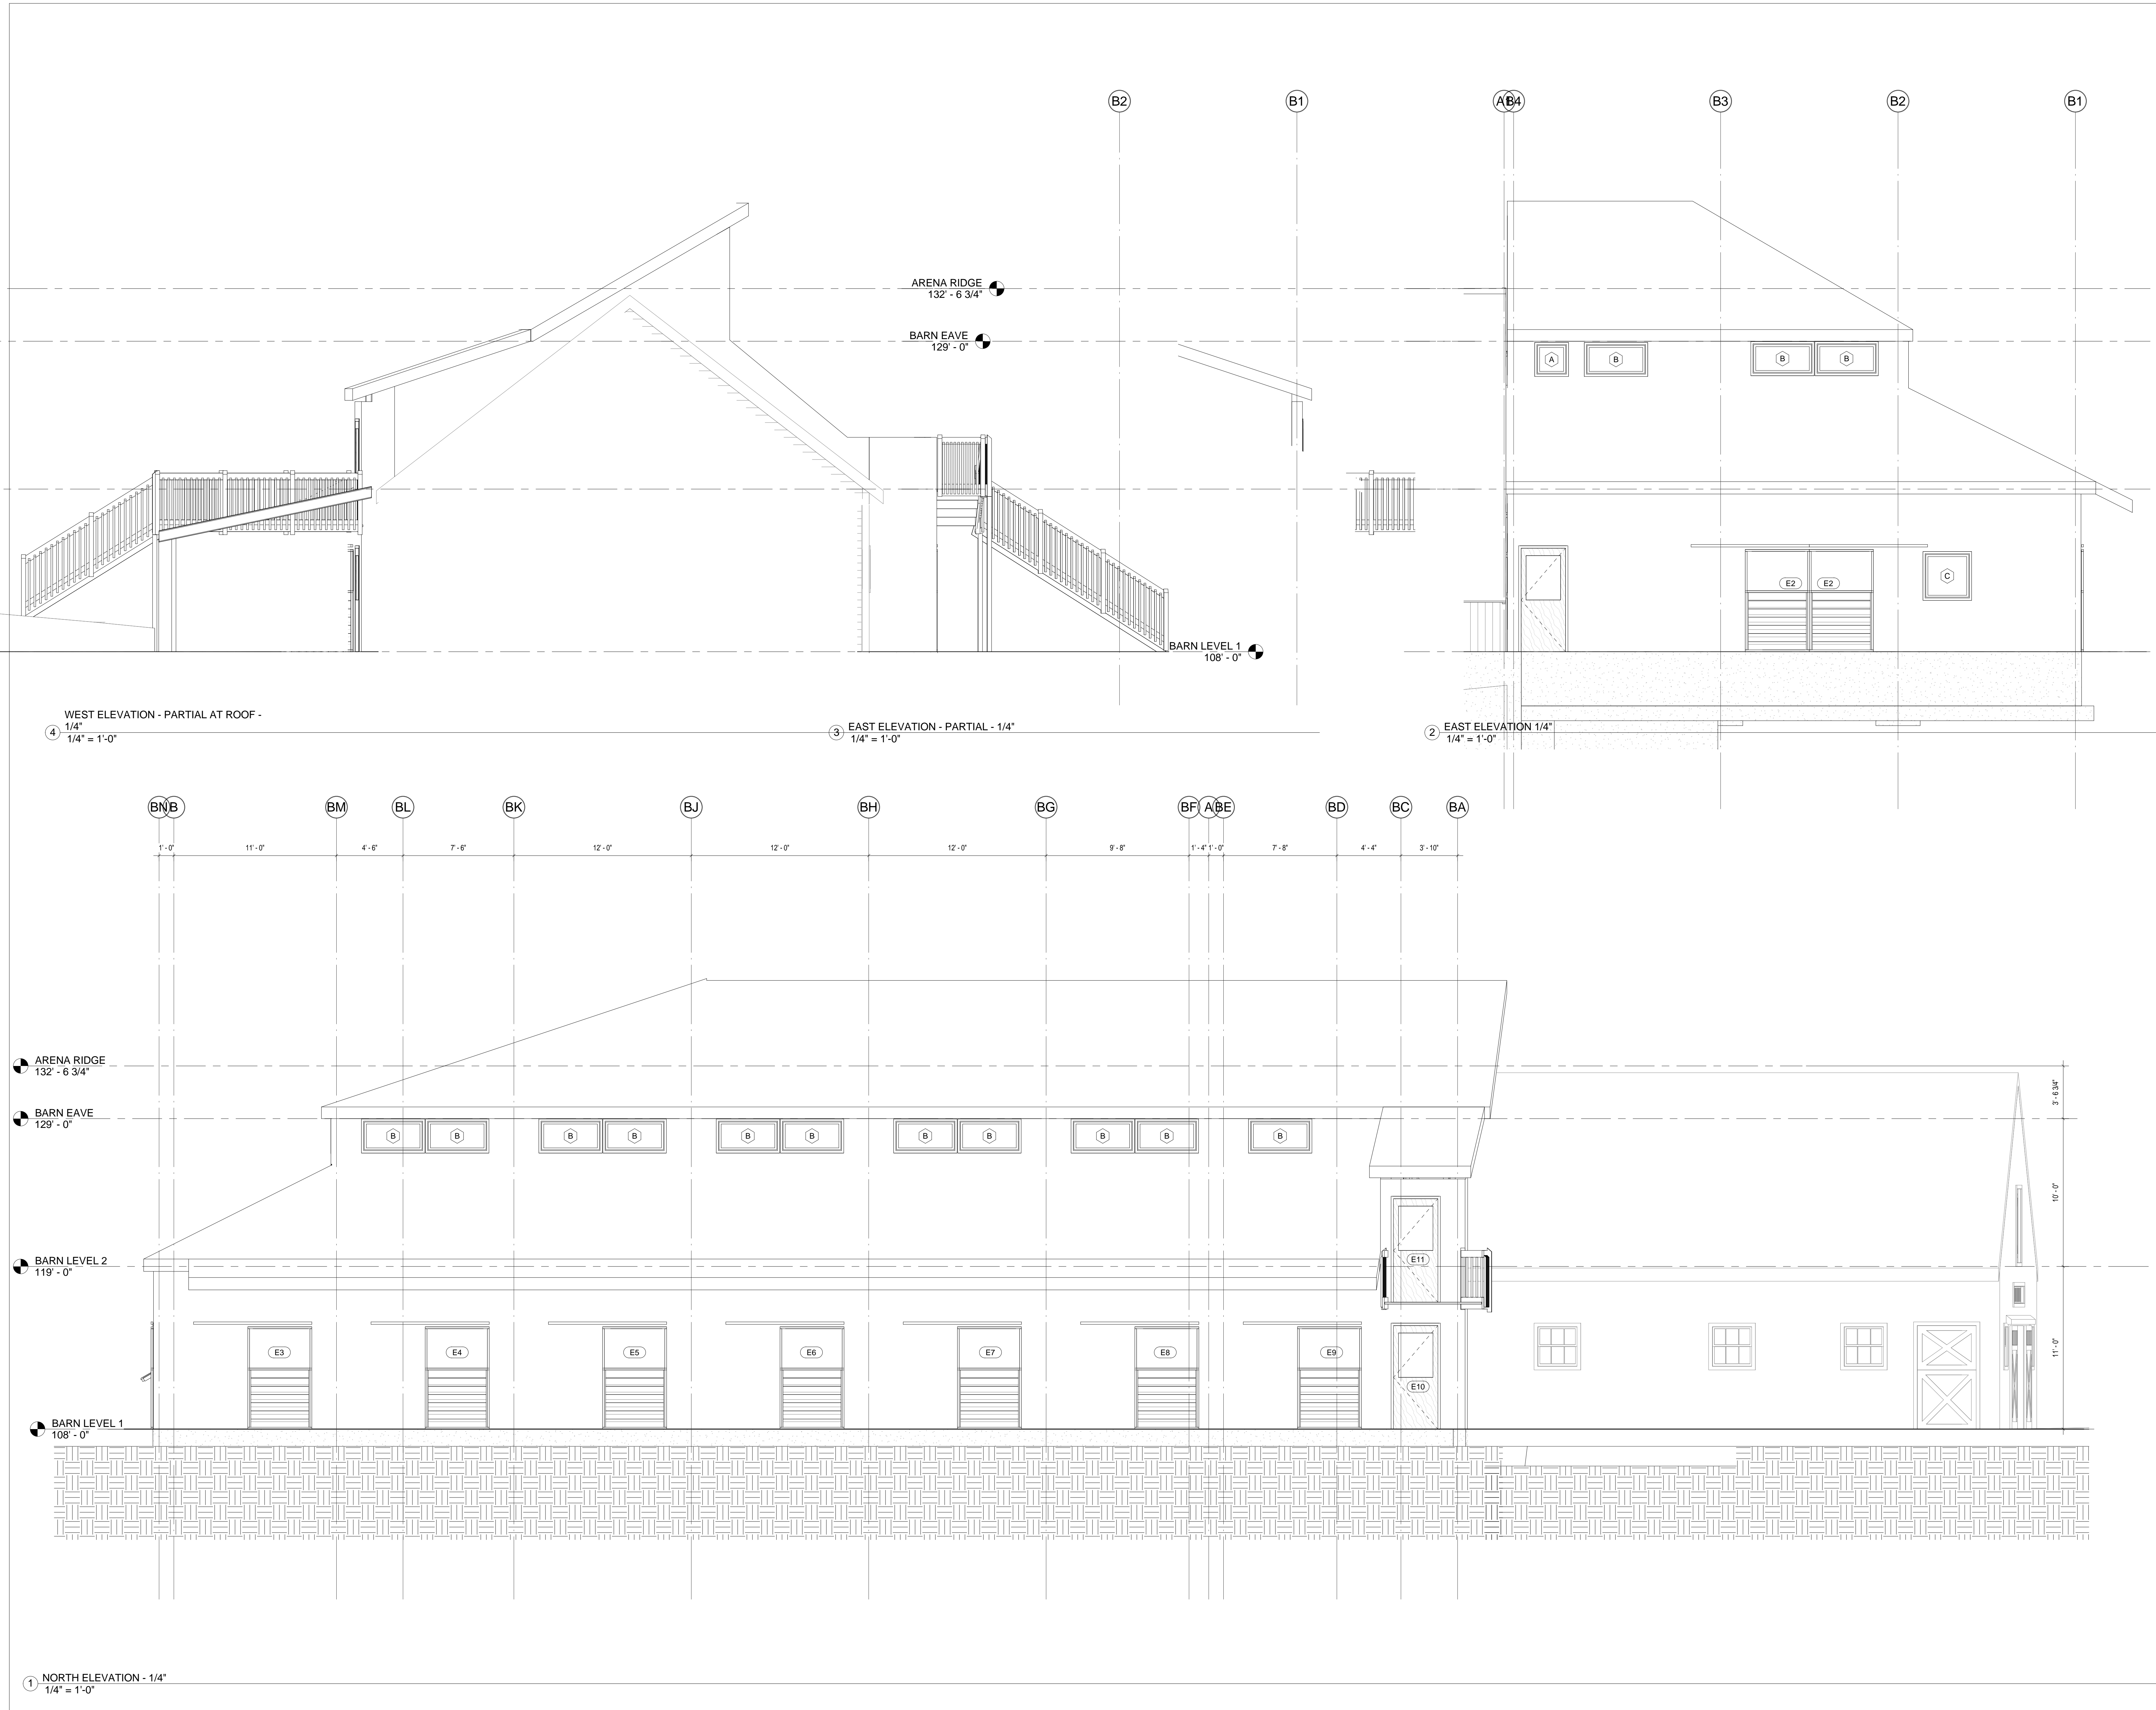 B2 B1 B4 B3 B2 B1
ARENA RIDGE
132' - 6 3/4"
BARN EAVE
129' - 0"
A B B B
E2 E2 C
BARN LEVEL 1
108' - 0"
4 WEST ELEVATION - PARTIAL AT ROOF -
1/4"
1/4" = 1'-0"
3 EAST ELEVATION - PARTIAL - 1/4"
1/4" = 1'-0"
2 EAST ELEVATION 1/4"
1/4" = 1'-0"
BN B BM BL BK BJ BH BG BF A BE BD BC BA
1' - 0" 11' - 0" 4' - 6" 7' - 6" 12' - 0" 12' - 0" 12' - 0" 9' - 8" 1' - 4" 1' - 0" 7' - 8" 4' - 4" 3' - 10"
ARENA RIDGE
132' - 6 3/4"
3' - 6 3/4"
BARN EAVE
129' - 0"
B B B B B B B B B B B
10' - 0"
BARN LEVEL 2
119' - 0"
E11
E3 E4 E5 E6 E7 E8 E9
E10
11' - 0"
BARN LEVEL 1
108' - 0"
1 NORTH ELEVATION - 1/4"
1/4" = 1'-0"